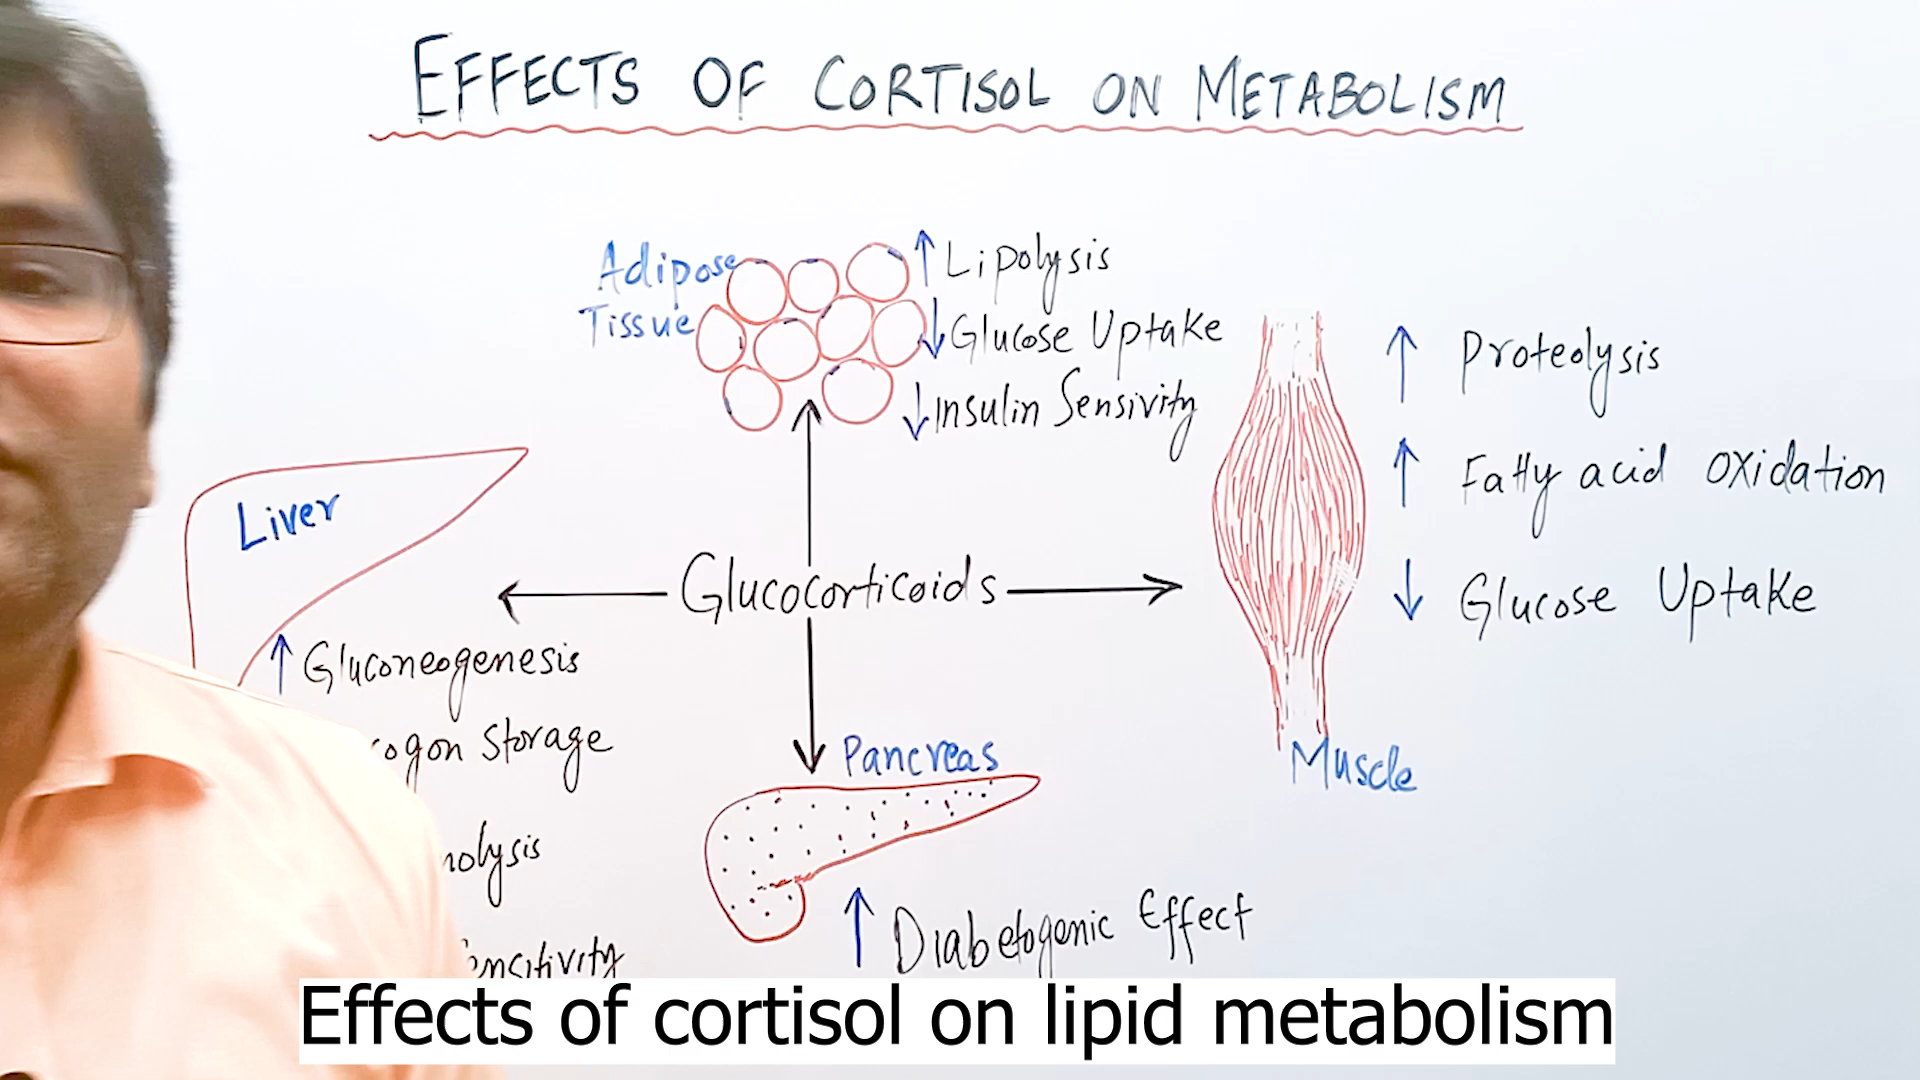 EFFECTS OF CORTISOL ON METABOLISM
Adipose
Tissue
↑ Lipolysis
↓ Glucose Uptake
↓ Insulin Sensivity
↑ Proteolysis
↑ Fatty acid oxidation
↓ Glucose Uptake
Muscle
Liver
Glucocorticoids
↑ Gluconeogenesis
Storage
Pancreas
↑ Diabetogenic Effect
Effects of cortisol on lipid metabolism